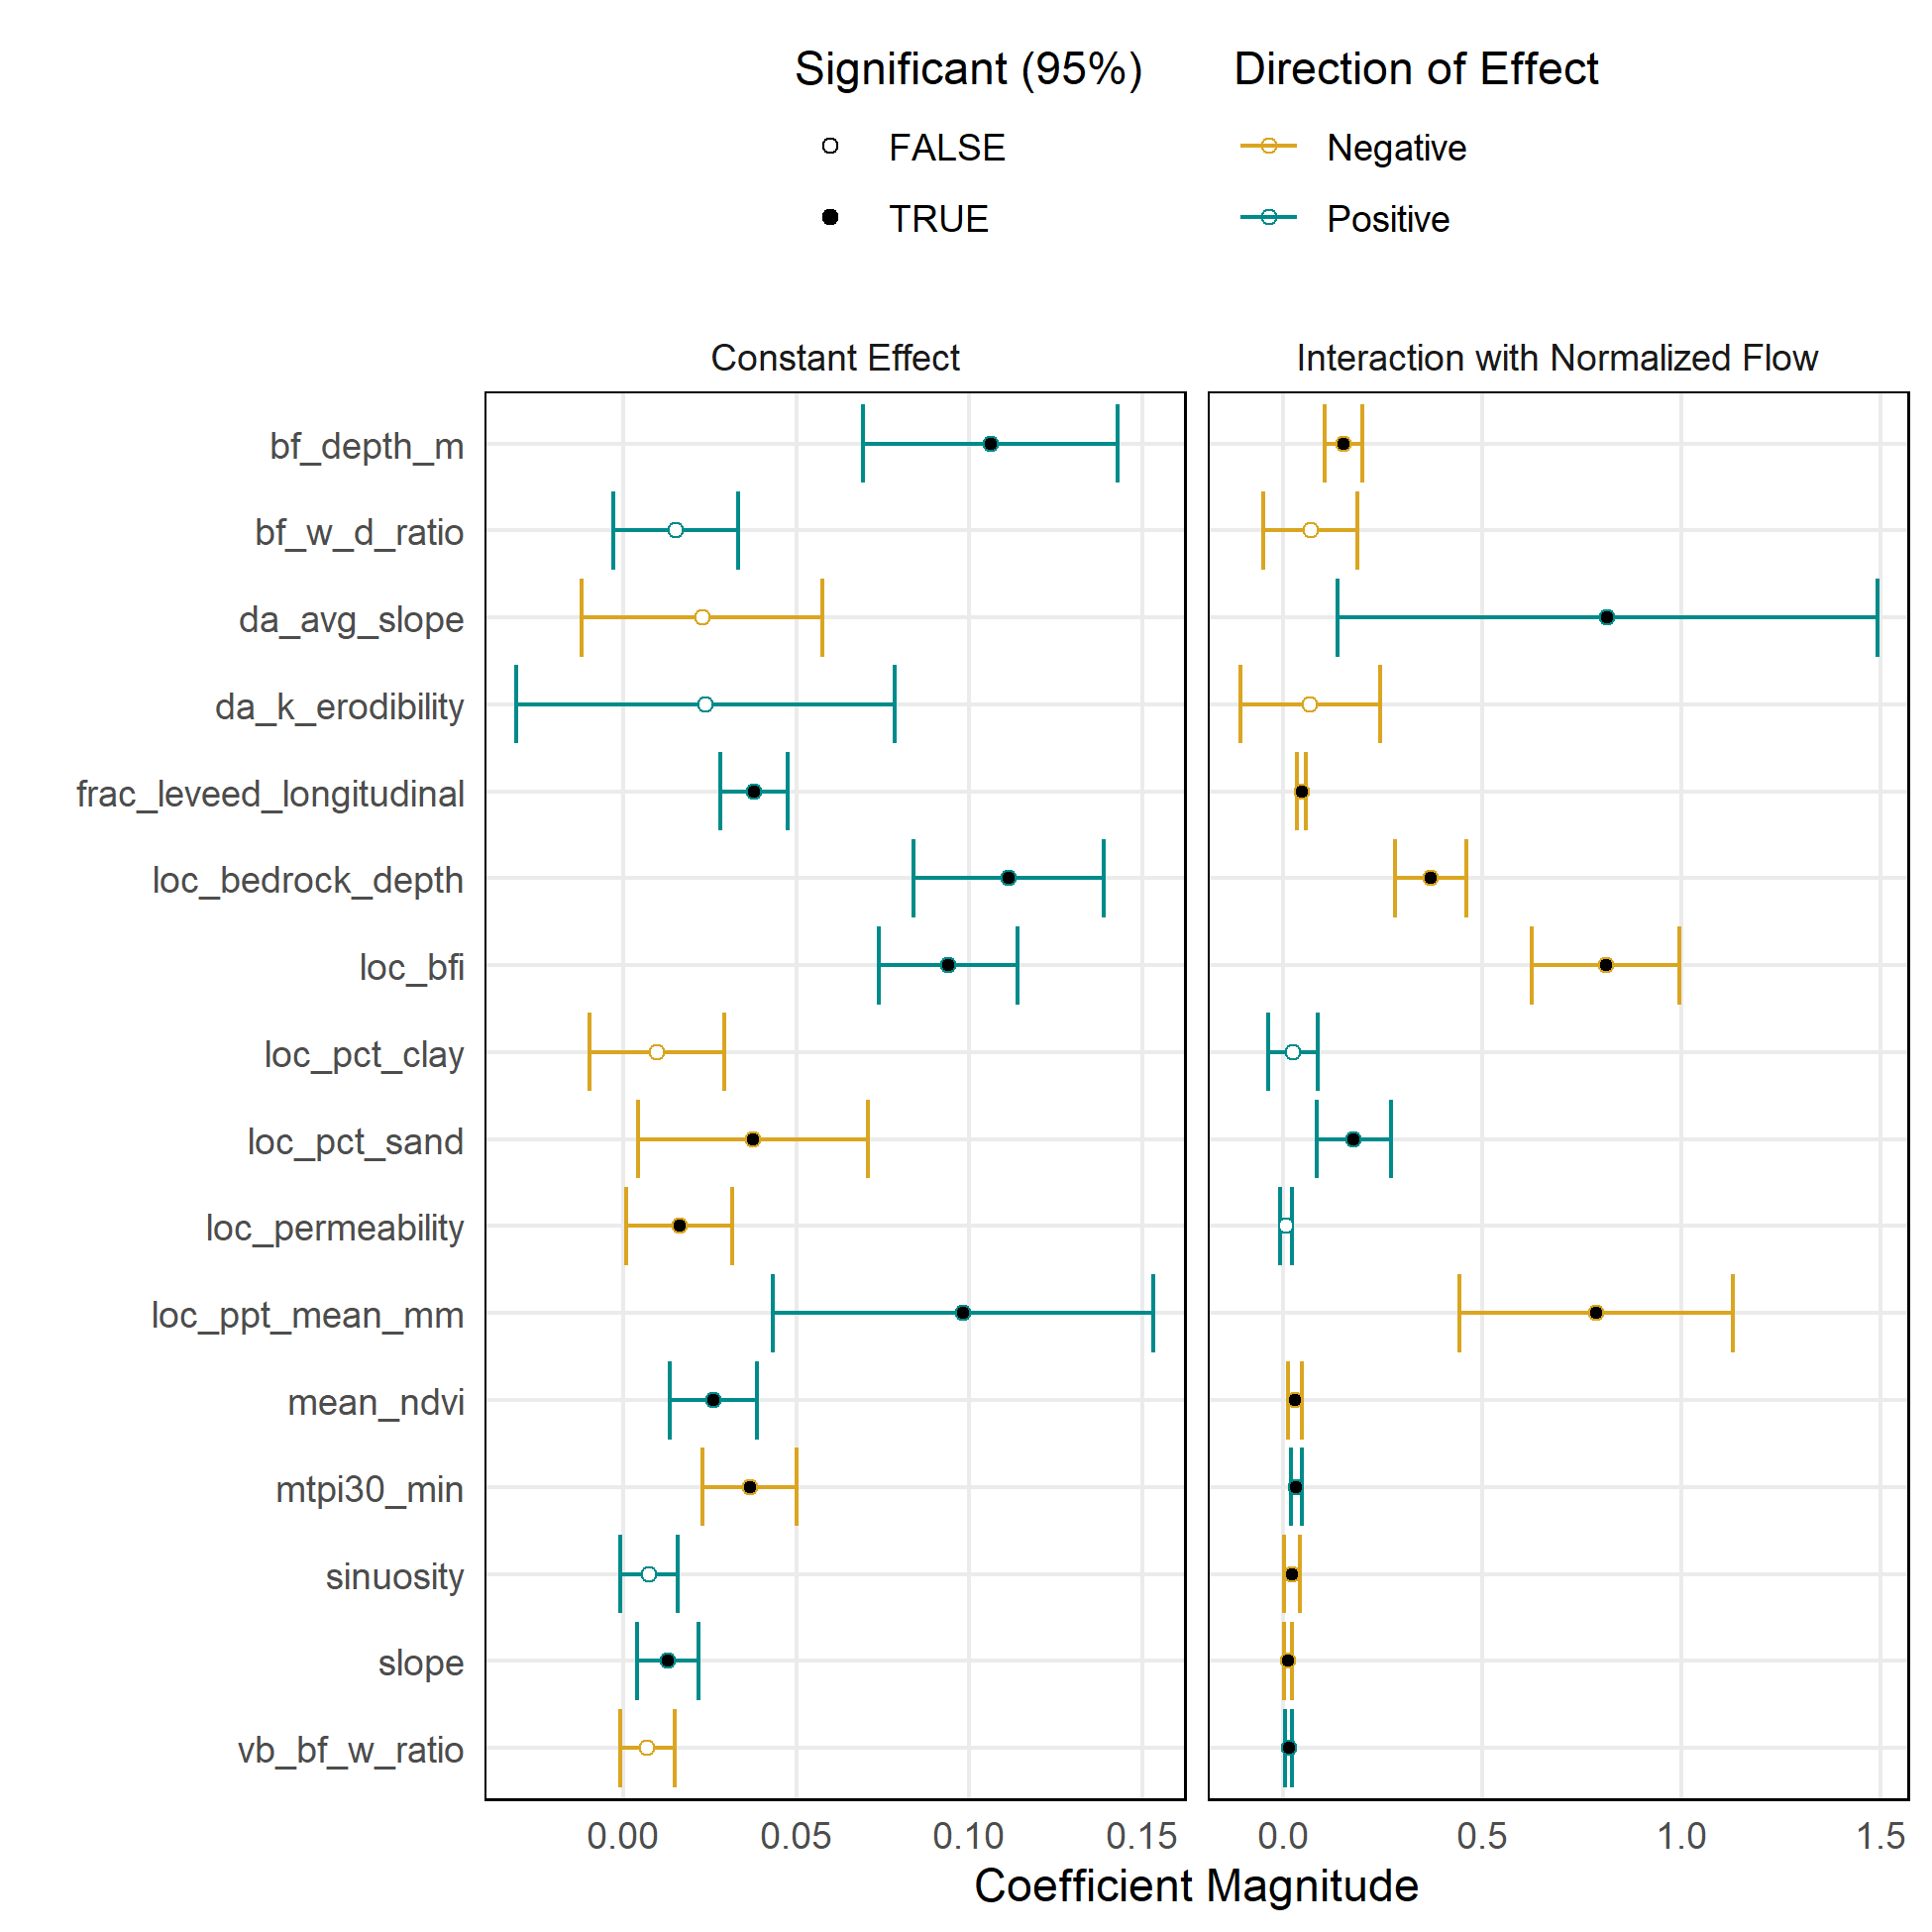 Significant (95%)
FALSE
TRUE
Direction of Effect
Negative
Positive
Constant Effect
Interaction with Normalized Flow
bf_depth_m
bf_w_d_ratio
da_avg_slope
da_k_erodibility
frac_leveed_longitudinal
loc_bedrock_depth
loc_bfi
loc_pct_clay
loc_pct_sand
loc_permeability
loc_ppt_mean_mm
mean_ndvi
mtpi30_min
sinuosity
slope
vb_bf_w_ratio
0.00 0.05 0.10 0.15
0.0 0.5 1.0 1.5
Coefficient Magnitude